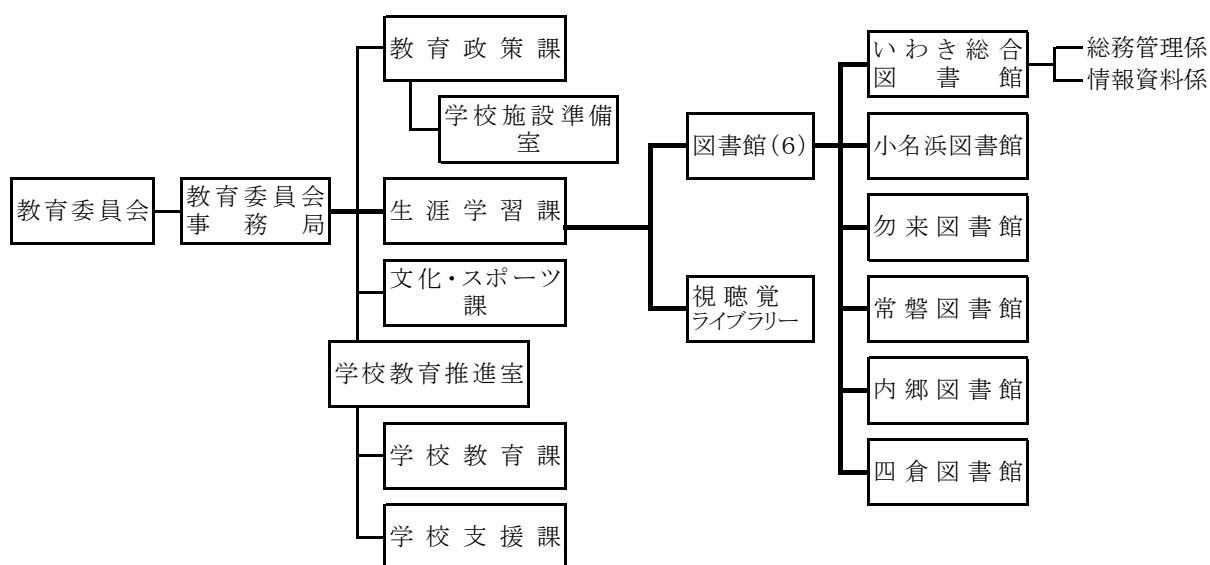 教育委員会
教育委員会
事務局
教育政策課
学校施設準備
室
生涯学習課
文化・スポーツ
課
学校教育推進室
学校教育課
学校支援課
図書館(6)
視聴覚
ライブラリー
いわき総合
図書館
総務管理係
情報資料係
小名浜図書館
勿来図書館
常磐図書館
内郷図書館
四倉図書館